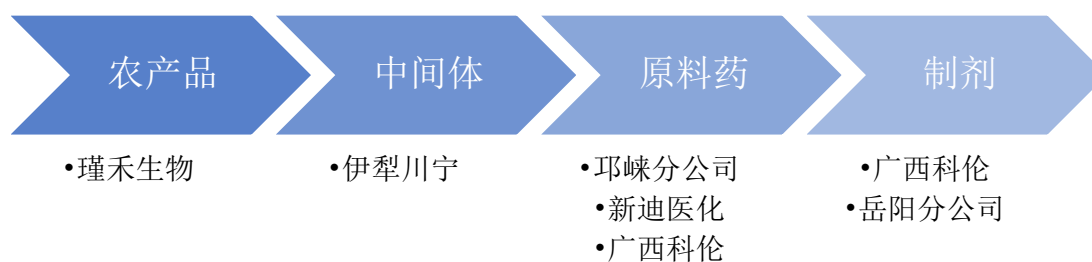 农产品
中间体
原料药
制剂
•瑾禾生物
•伊犁川宁
•邛崃分公司
•新迪医化
•广西科伦
•广西科伦
•岳阳分公司